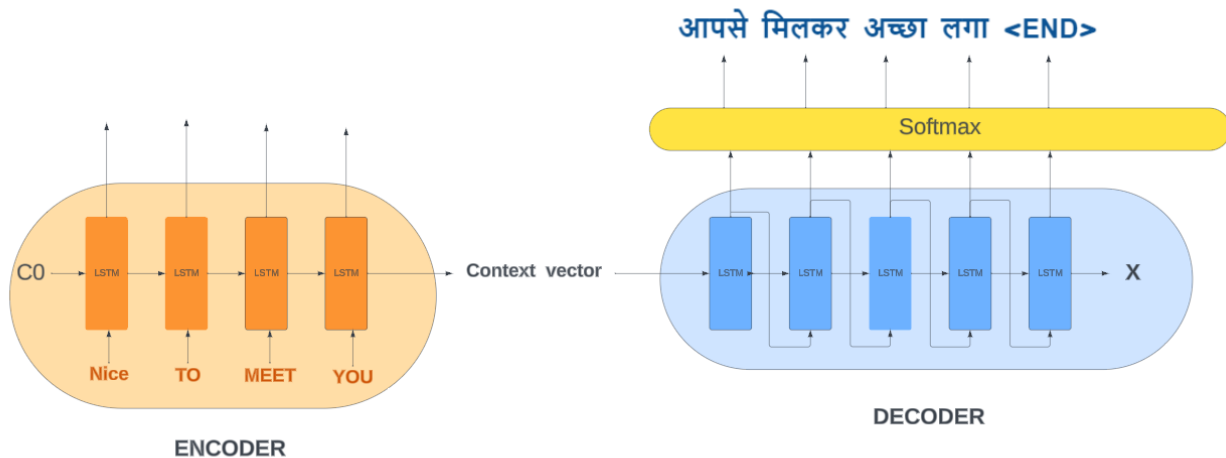 आपसे मिलकर अच्छा लगा <END>
Softmax
C0
LSTM LSTM LSTM LSTM
Context vector
LSTM LSTM LSTM LSTM LSTM
X
Nice TO MEET YOU
DECODER
ENCODER